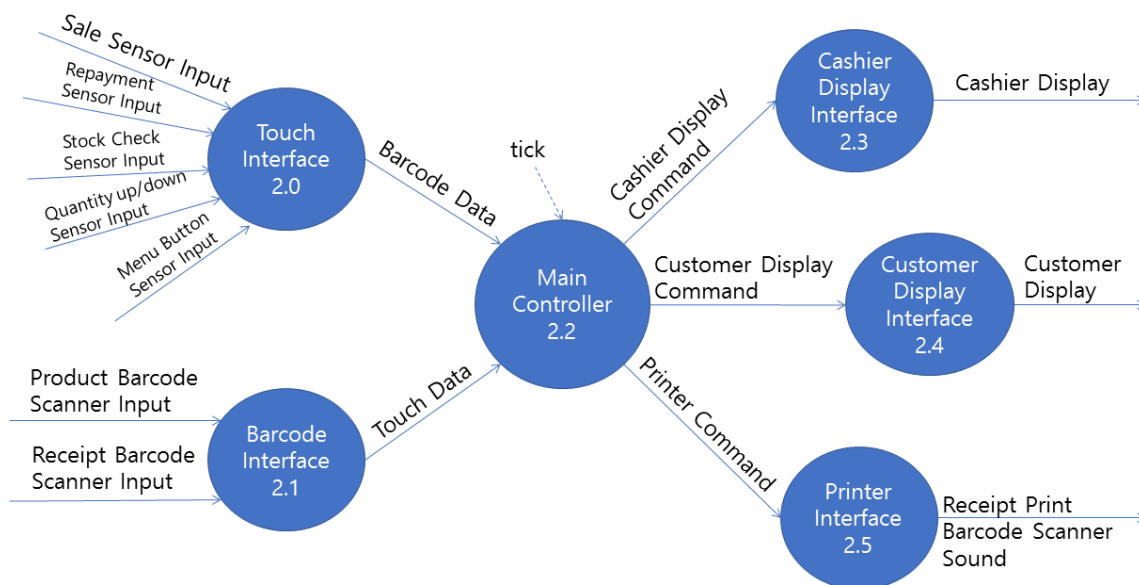 Sale Sensor Input
Repayment
Sensor Input
Stock Check
Sensor Input
Quantity up/down
Sensor Input
Menu Button
Sensor Input
Touch
Interface
2.0
Barcode Data
tick
Product Barcode
Scanner Input
Receipt Barcode
Scanner Input
Barcode
Interface
2.1
Touch Data
Main
Controller
2.2
Cashier Display
Command
Cashier
Display
Interface
2.3
Cashier Display
Customer Display
Command
Customer
Display
Interface
2.4
Customer
Display
Printer Command
Printer
Interface
2.5
Receipt Print
Barcode Scanner
Sound